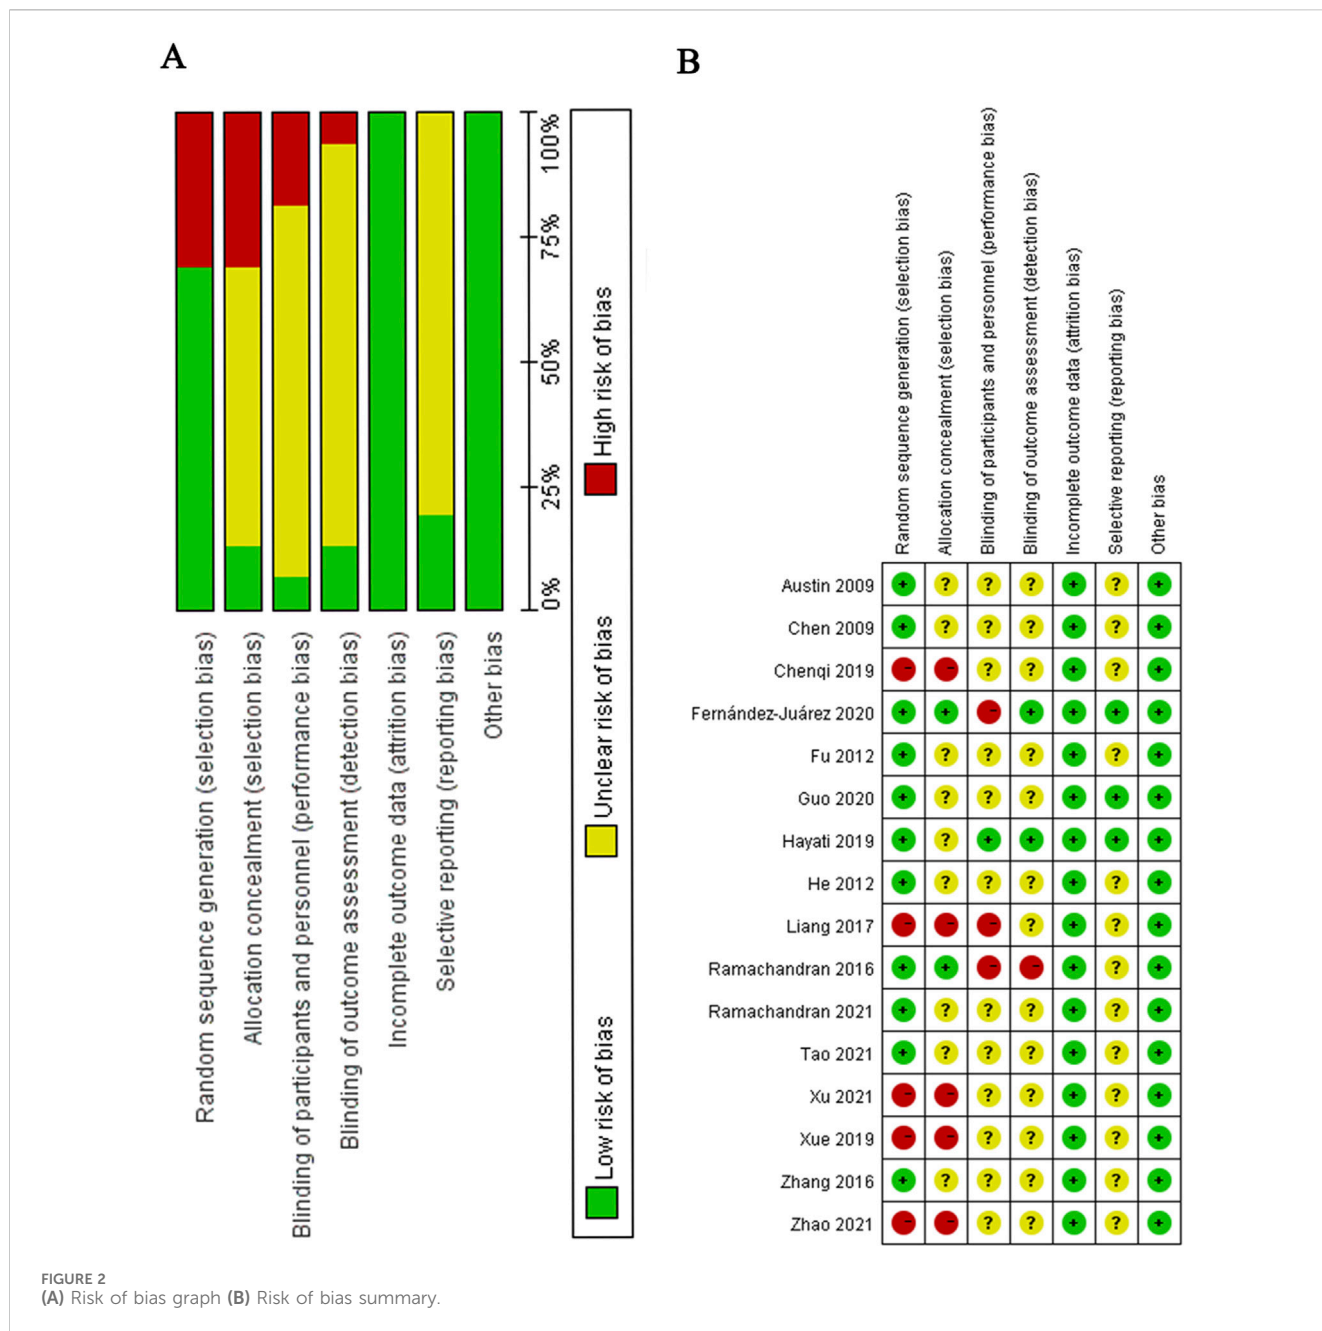 A
100%
75%
50%
25%
0%
High risk of bias
Unclear risk of bias
Low risk of bias
Random sequence generation (selection bias)
Allocation concealment (selection bias)
Blinding of participants and personnel (performance bias)
Blinding of outcome assessment (detection bias)
Incomplete outcome data (attrition bias)
Selective reporting (reporting bias)
Other bias
B
Random sequence generation (selection bias)
Allocation concealment (selection bias)
Blinding of participants and personnel (performance bias)
Blinding of outcome assessment (detection bias)
Incomplete outcome data (attrition bias)
Selective reporting (reporting bias)
Other bias
Austin 2009 + ? ? ? + ? +
Chen 2009 + ? ? ? + ? +
Chenqi 2019 - - ? ? + ? +
Fernández-Juárez 2020 + + - + + + +
Fu 2012 + ? ? ? + ? +
Guo 2020 + ? ? ? + + +
Hayati 2019 + ? + + + + +
He 2012 + ? ? ? + ? +
Liang 2017 - - - ? + ? +
Ramachandran 2016 + + - - + ? +
Ramachandran 2021 + ? ? ? + ? +
Tao 2021 + ? ? ? + ? +
Xu 2021 - - ? ? + ? +
Xue 2019 - - ? ? + ? +
Zhang 2016 + ? ? ? + ? +
Zhao 2021 - - ? ? + ? +
FIGURE 2
(A) Risk of bias graph (B) Risk of bias summary.